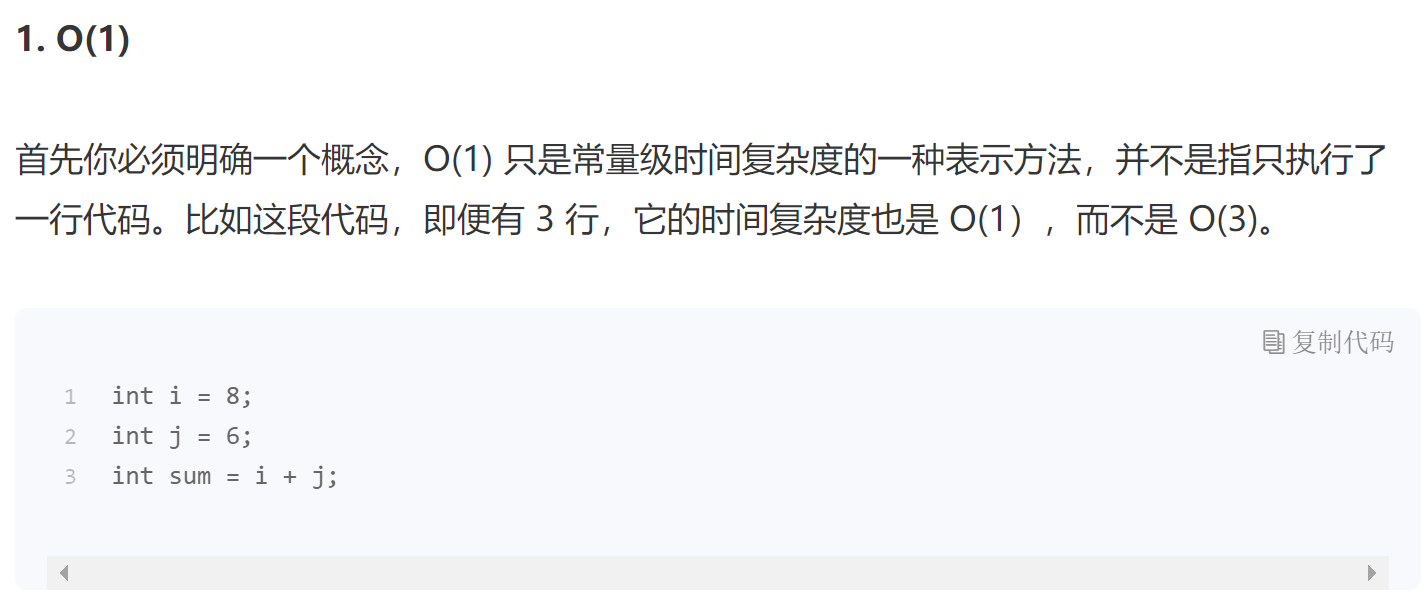 1. O(1)
首先你必须明确一个概念，O(1) 只是常量级时间复杂度的一种表示方法，并不是指只执行了
一行代码。比如这段代码，即便有 3 行，它的时间复杂度也是 O(1），而不是 O(3)。
复制代码
1 int i = 8;
2 int j = 6;
3 int sum = i + j;